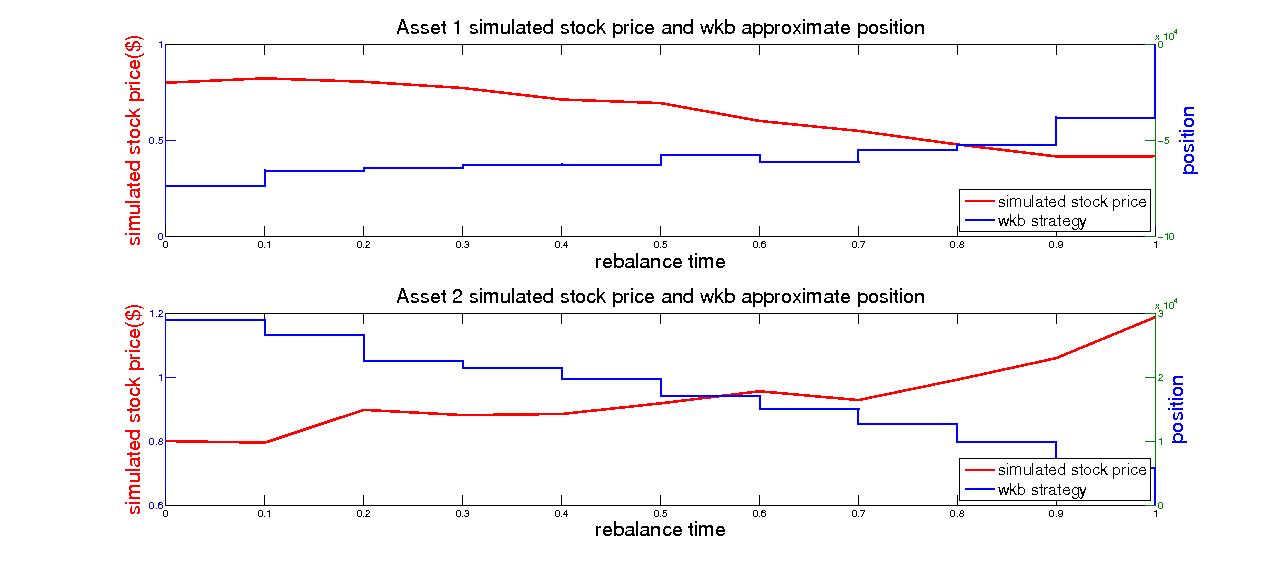 Asset 1 simulated stock price and wkb approximate position
x 10^4
1 0
0.5 −5
0 −10
simulated stock price($)
position
simulated stock price
wkb strategy
0 0.1 0.2 0.3 0.4 0.5 0.6 0.7 0.8 0.9 1
rebalance time
Asset 2 simulated stock price and wkb approximate position
x 10^4
1.2 3
1 2
0.8 1
0.6 0
simulated stock price($)
position
simulated stock price
wkb strategy
0 0.1 0.2 0.3 0.4 0.5 0.6 0.7 0.8 0.9 1
rebalance time